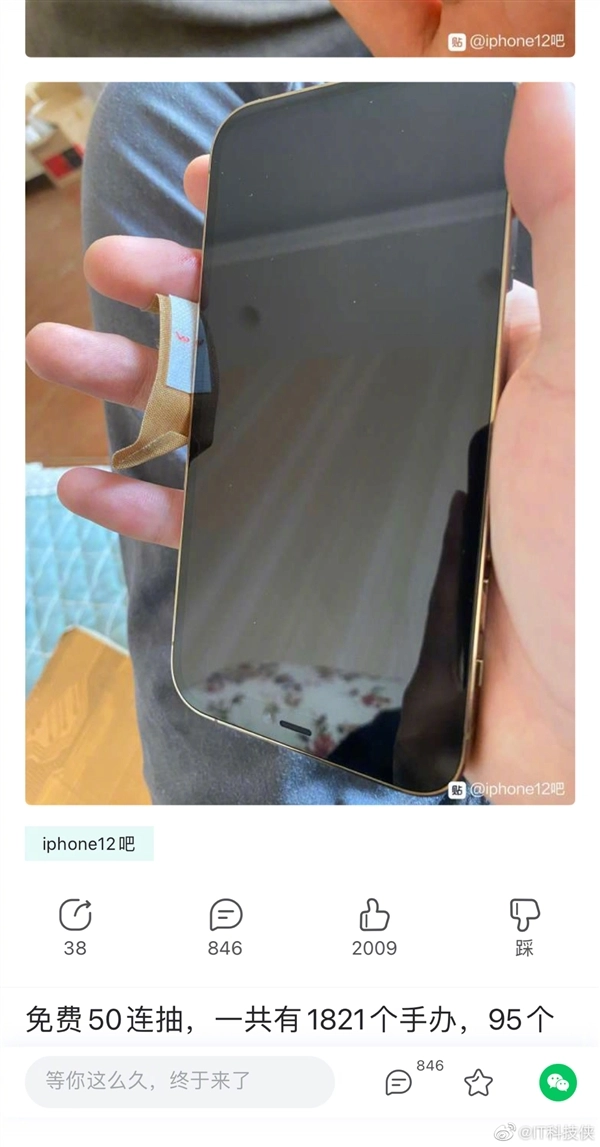 贴 @iphone12吧
贴 @iphone12吧
iphone12吧
38
846
2009
踩
免费50连抽，一共有1821个手办，95个
等你这么久，终于来了
846
@IT科技侠